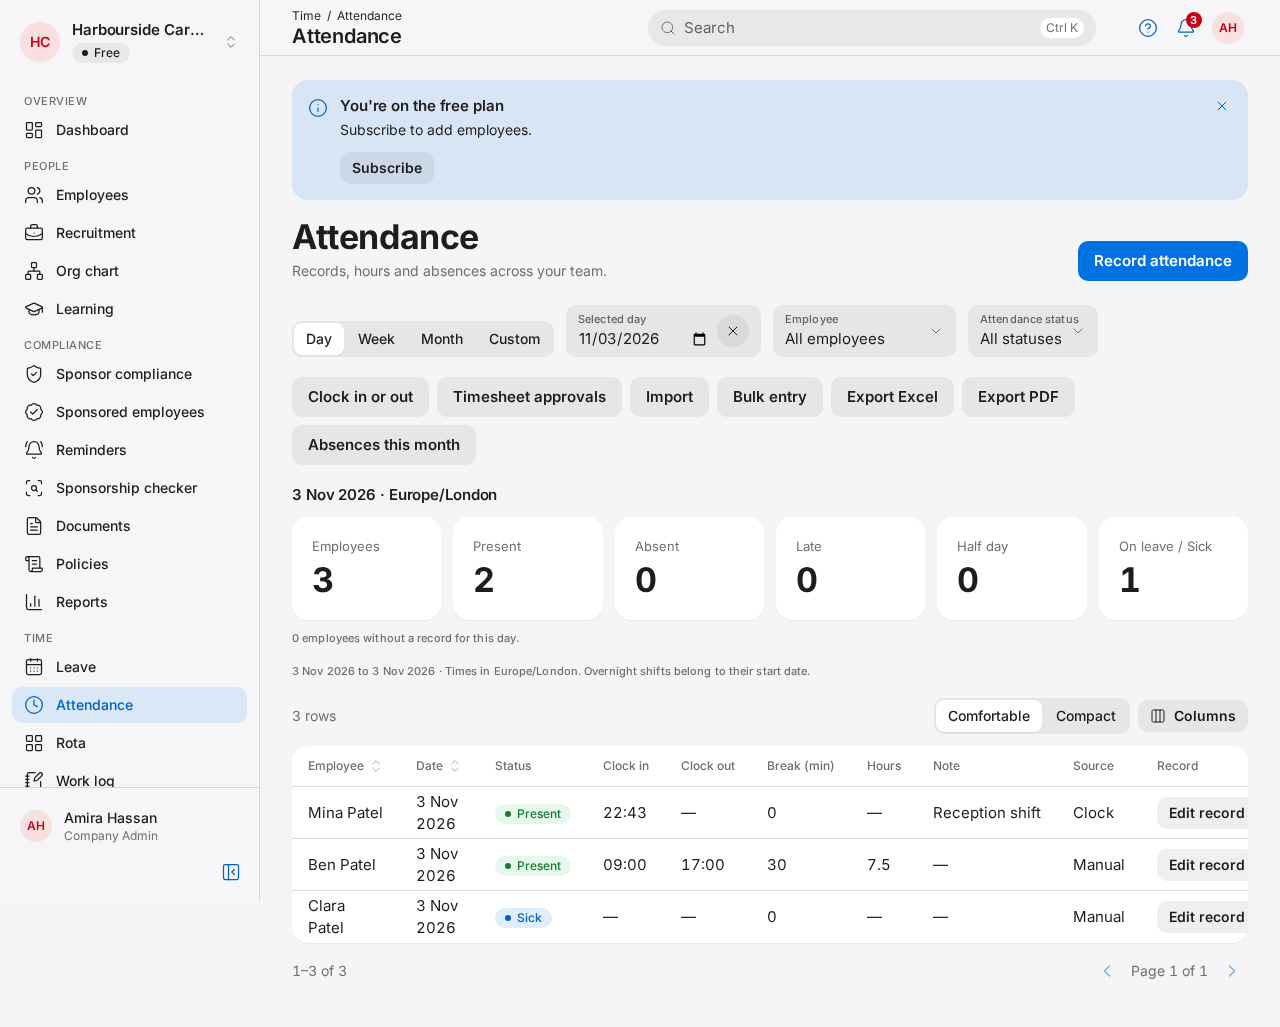 Harbourside Car...
HC
Free
OVERVIEW
Dashboard
PEOPLE
Employees
Recruitment
Org chart
Learning
COMPLIANCE
Sponsor compliance
Sponsored employees
Reminders
Sponsorship checker
Documents
Policies
Reports
TIME
Leave
Attendance
Rota
Work log
AH
Amira Hassan
Company Admin
Time / Attendance
Attendance
Search
Ctrl K
3
AH
You're on the free plan
Subscribe to add employees.
Subscribe
Attendance
Records, hours and absences across your team.
Record attendance
Day Week Month Custom
Selected day
11/03/2026
Employee
All employees
Attendance status
All statuses
Clock in or out Timesheet approvals Import Bulk entry Export Excel Export PDF
Absences this month
3 Nov 2026 · Europe/London
Employees Present Absent Late Half day On leave / Sick
3 2 0 0 0 1
0 employees without a record for this day.
3 Nov 2026 to 3 Nov 2026 · Times in Europe/London. Overnight shifts belong to their start date.
3 rows
Comfortable Compact Columns
Employee Date Status Clock in Clock out Break (min) Hours Note Source Record
Mina Patel 3 Nov 2026 Present 22:43 — 0 — Reception shift Clock Edit record
Ben Patel 3 Nov 2026 Present 09:00 17:00 30 7.5 — Manual Edit record
Clara Patel 3 Nov 2026 Sick — — 0 — — Manual Edit record
1–3 of 3
Page 1 of 1